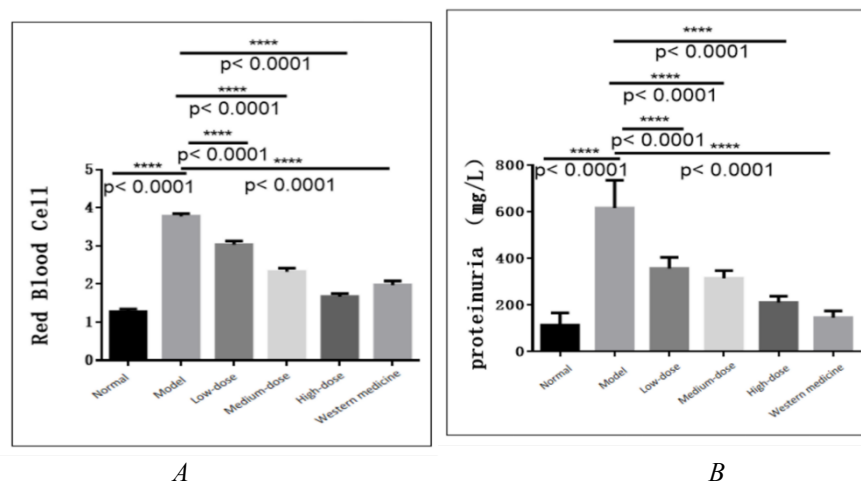 ****
p< 0.0001
****
p< 0.0001
****
p< 0.0001
**** ****
p< 0.0001 p< 0.0001
Red Blood Cell
5
4
3
2
1
0
Normal
Model
Low-dose
Medium-dose
High-dose
Western medicine
A
****
p< 0.0001
****
p< 0.0001
****
p< 0.0001
**** ****
p< 0.0001 p< 0.0001
proteinuria (mg/L)
800
600
400
200
0
Normal
Model
Low-dose
Medium-dose
High-dose
Western medicine
B